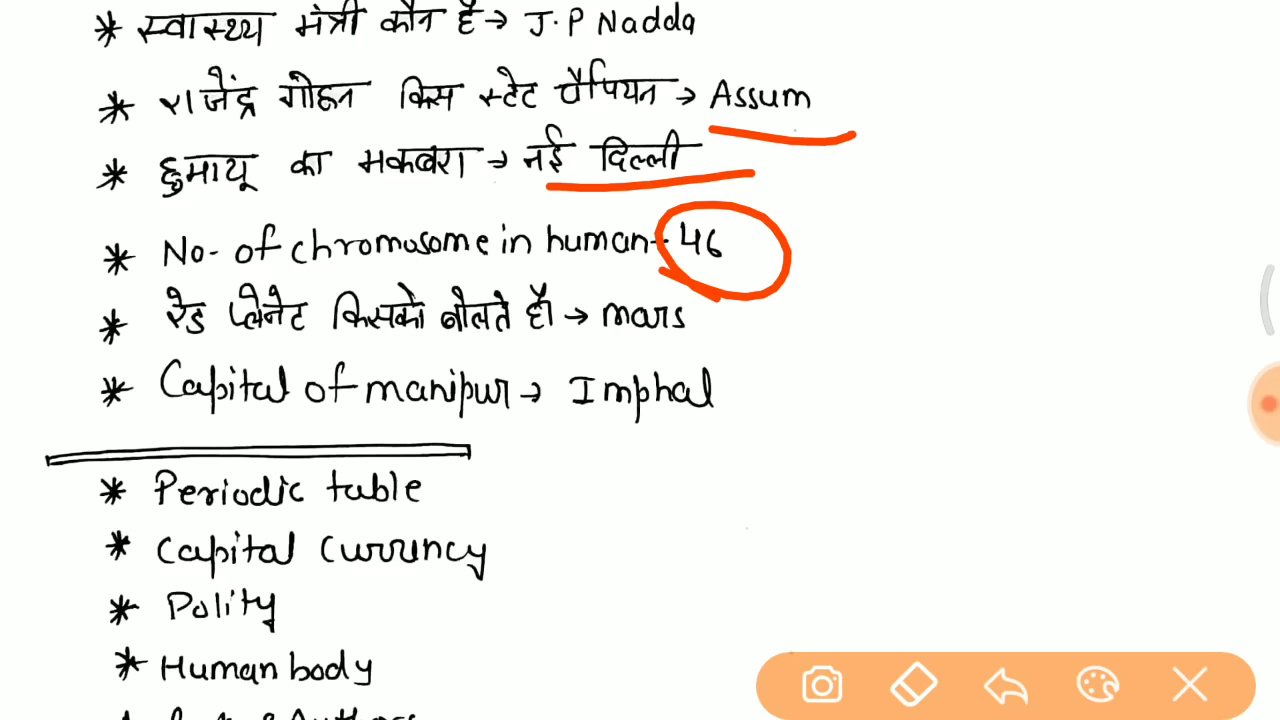 * स्वास्थ्य मंत्री कौन है → J.P Nadda
* राजेंद्र गोहन किस स्टेट चैंपियन → Assum
* हुमायू का मकबरा → नई दिल्ली
* No- of chromosome in human - 46
* रेड प्लेनेट किसको बोलते है → mars
* Capital of manipur → Imphal
* Periodic table
* Capital Currency
* Polity
* Human body